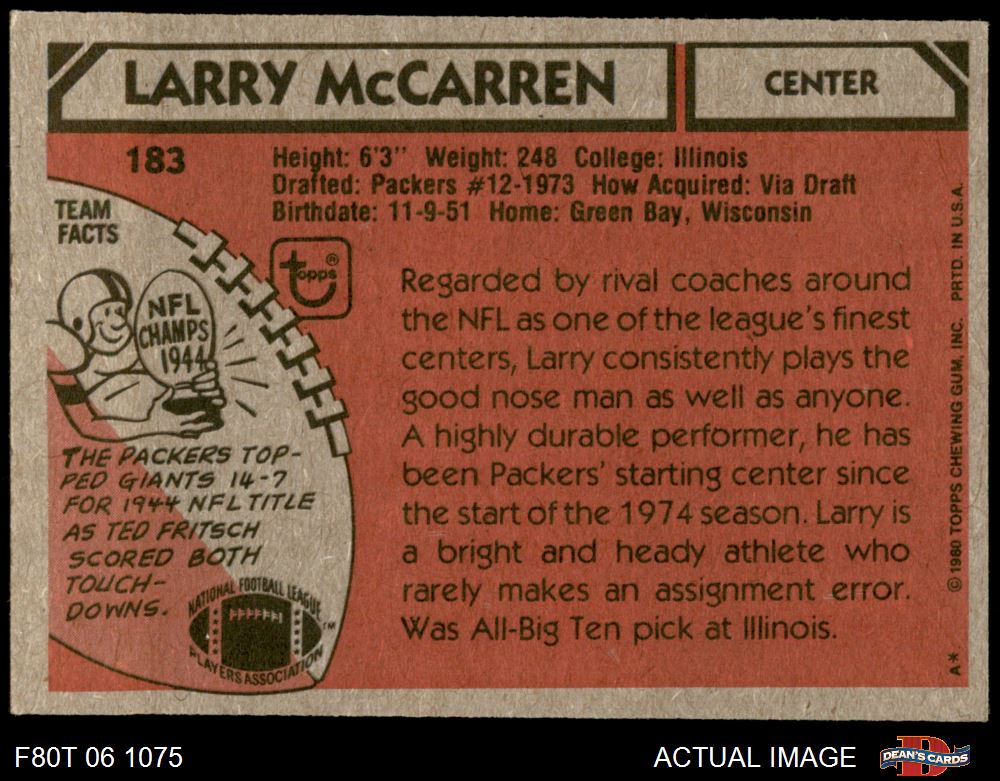 LARRY McCARREN
CENTER
183
Height: 6'3" Weight: 248 College: Illinois
Drafted: Packers #12-1973 How Acquired: Via Draft
Birthdate: 11-9-51 Home: Green Bay, Wisconsin
TEAM
FACTS
topps®
NFL
CHAMPS
1944
THE PACKERS TOP-
PED GIANTS 14-7
FOR 1944 NFL TITLE
AS TED FRITSCH
SCORED BOTH
TOUCH-
DOWNS.
NATIONAL FOOTBALL LEAGUE
PLAYERS ASSOCIATION
TM
Regarded by rival coaches around
the NFL as one of the league's finest
centers, Larry consistently plays the
good nose man as well as anyone.
A highly durable performer, he has
been Packers' starting center since
the start of the 1974 season. Larry is
a bright and heady athlete who
rarely makes an assignment error.
Was All-Big Ten pick at Illinois.
A* © 1980 TOPPS CHEWING GUM, INC. PRTD. IN U.S.A.
F80T 06 1075
ACTUAL IMAGE
DEAN'S CARDS